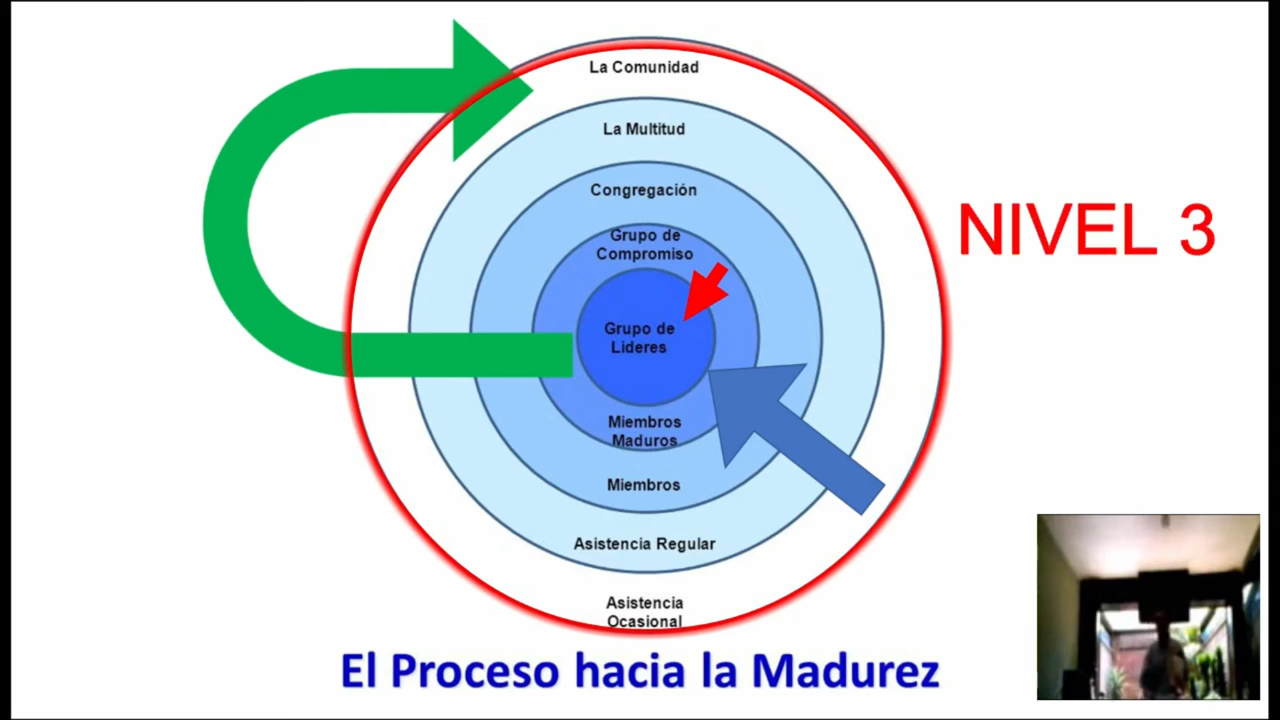 La Comunidad
La Multitud
Congregación
Grupo de
Compromiso
NIVEL 3
Grupo de
Lideres
Miembros
Maduros
Miembros
Asistencia Regular
Asistencia
Ocasional
El Proceso hacia la Madurez